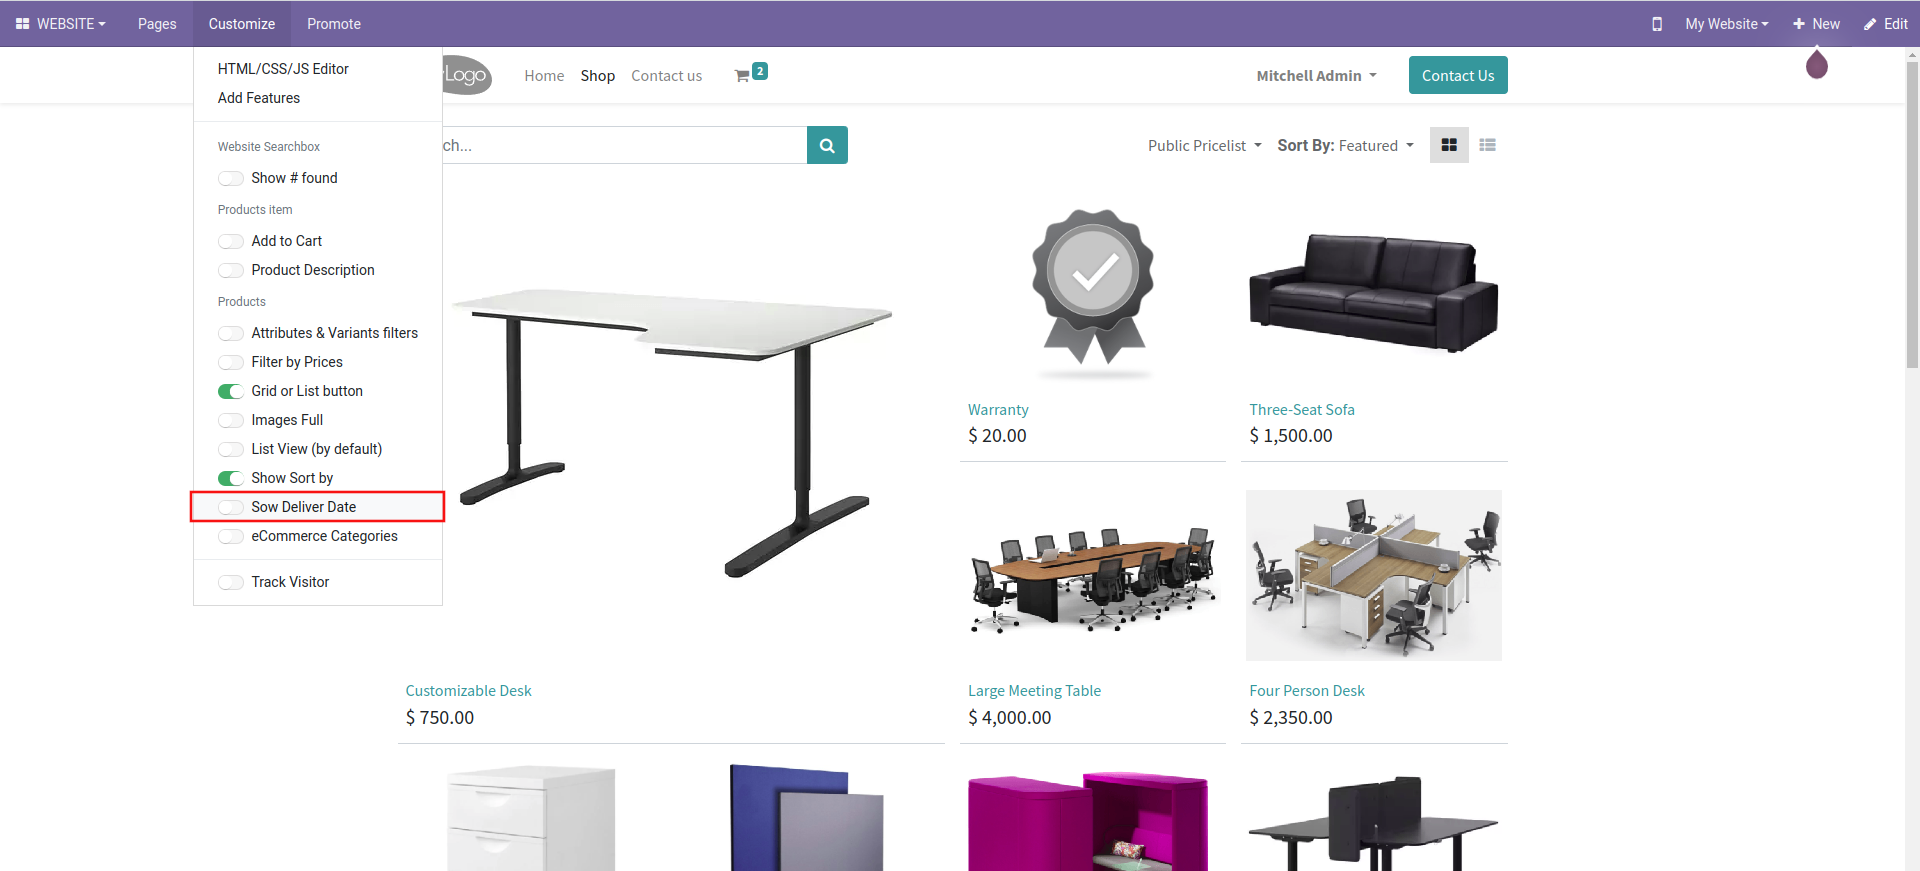 WEBSITE Pages Customize Promote My Website New Edit
HTML/CSS/JS Editor
Add Features
Website Searchbox
Show # found
Products item
Add to Cart
Product Description
Products
Attributes & Variants filters
Filter by Prices
Grid or List button
Images Full
List View (by default)
Show Sort by
Sow Deliver Date
eCommerce Categories
Track Visitor
Logo Home Shop Contact us 2 Mitchell Admin Contact Us
ch... Public Pricelist Sort By: Featured
Warranty
$ 20.00
Three-Seat Sofa
$ 1,500.00
Customizable Desk
$ 750.00
Large Meeting Table
$ 4,000.00
Four Person Desk
$ 2,350.00